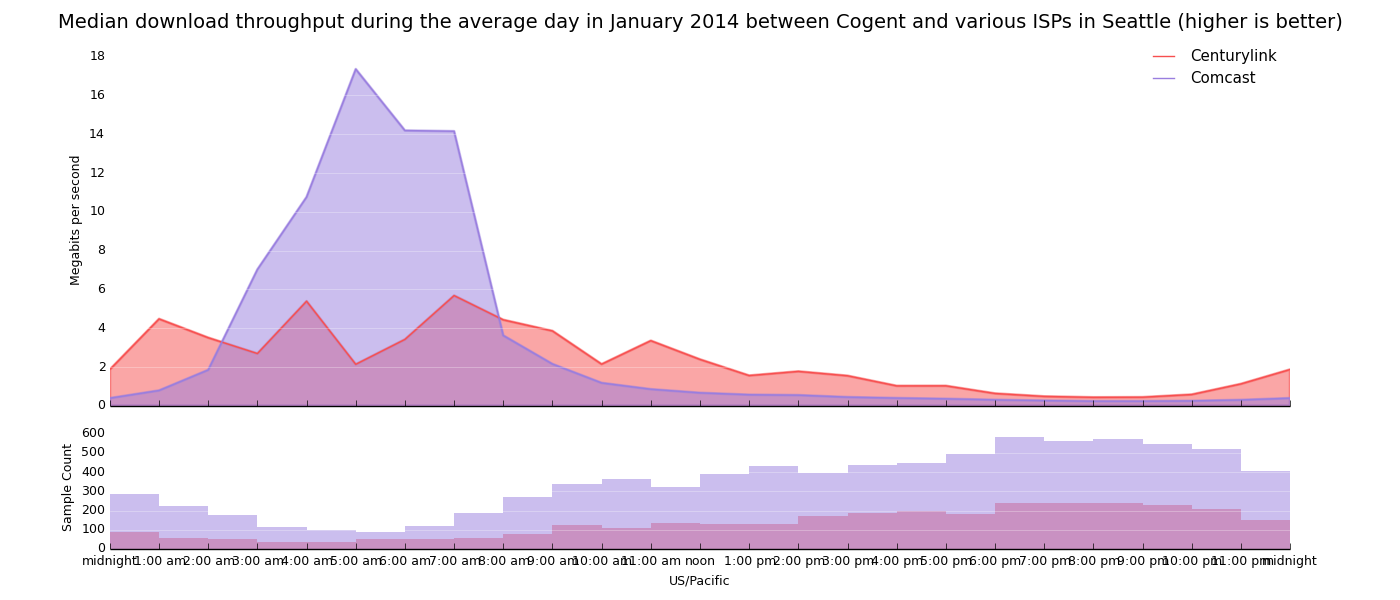 Median download throughput during the average day in January 2014 between Cogent and various ISPs in Seattle (higher is better)
Centurylink
Comcast
18
16
14
12
10
8
6
4
2
0
Megabits per second
600
500
400
300
200
100
0
Sample Count
midnight 1:00 am 2:00 am 3:00 am 4:00 am 5:00 am 6:00 am 7:00 am 8:00 am 9:00 am 10:00 am 11:00 am noon 1:00 pm 2:00 pm 3:00 pm 4:00 pm 5:00 pm 6:00 pm 7:00 pm 8:00 pm 9:00 pm 10:00 pm 11:00 pm midnight
US/Pacific